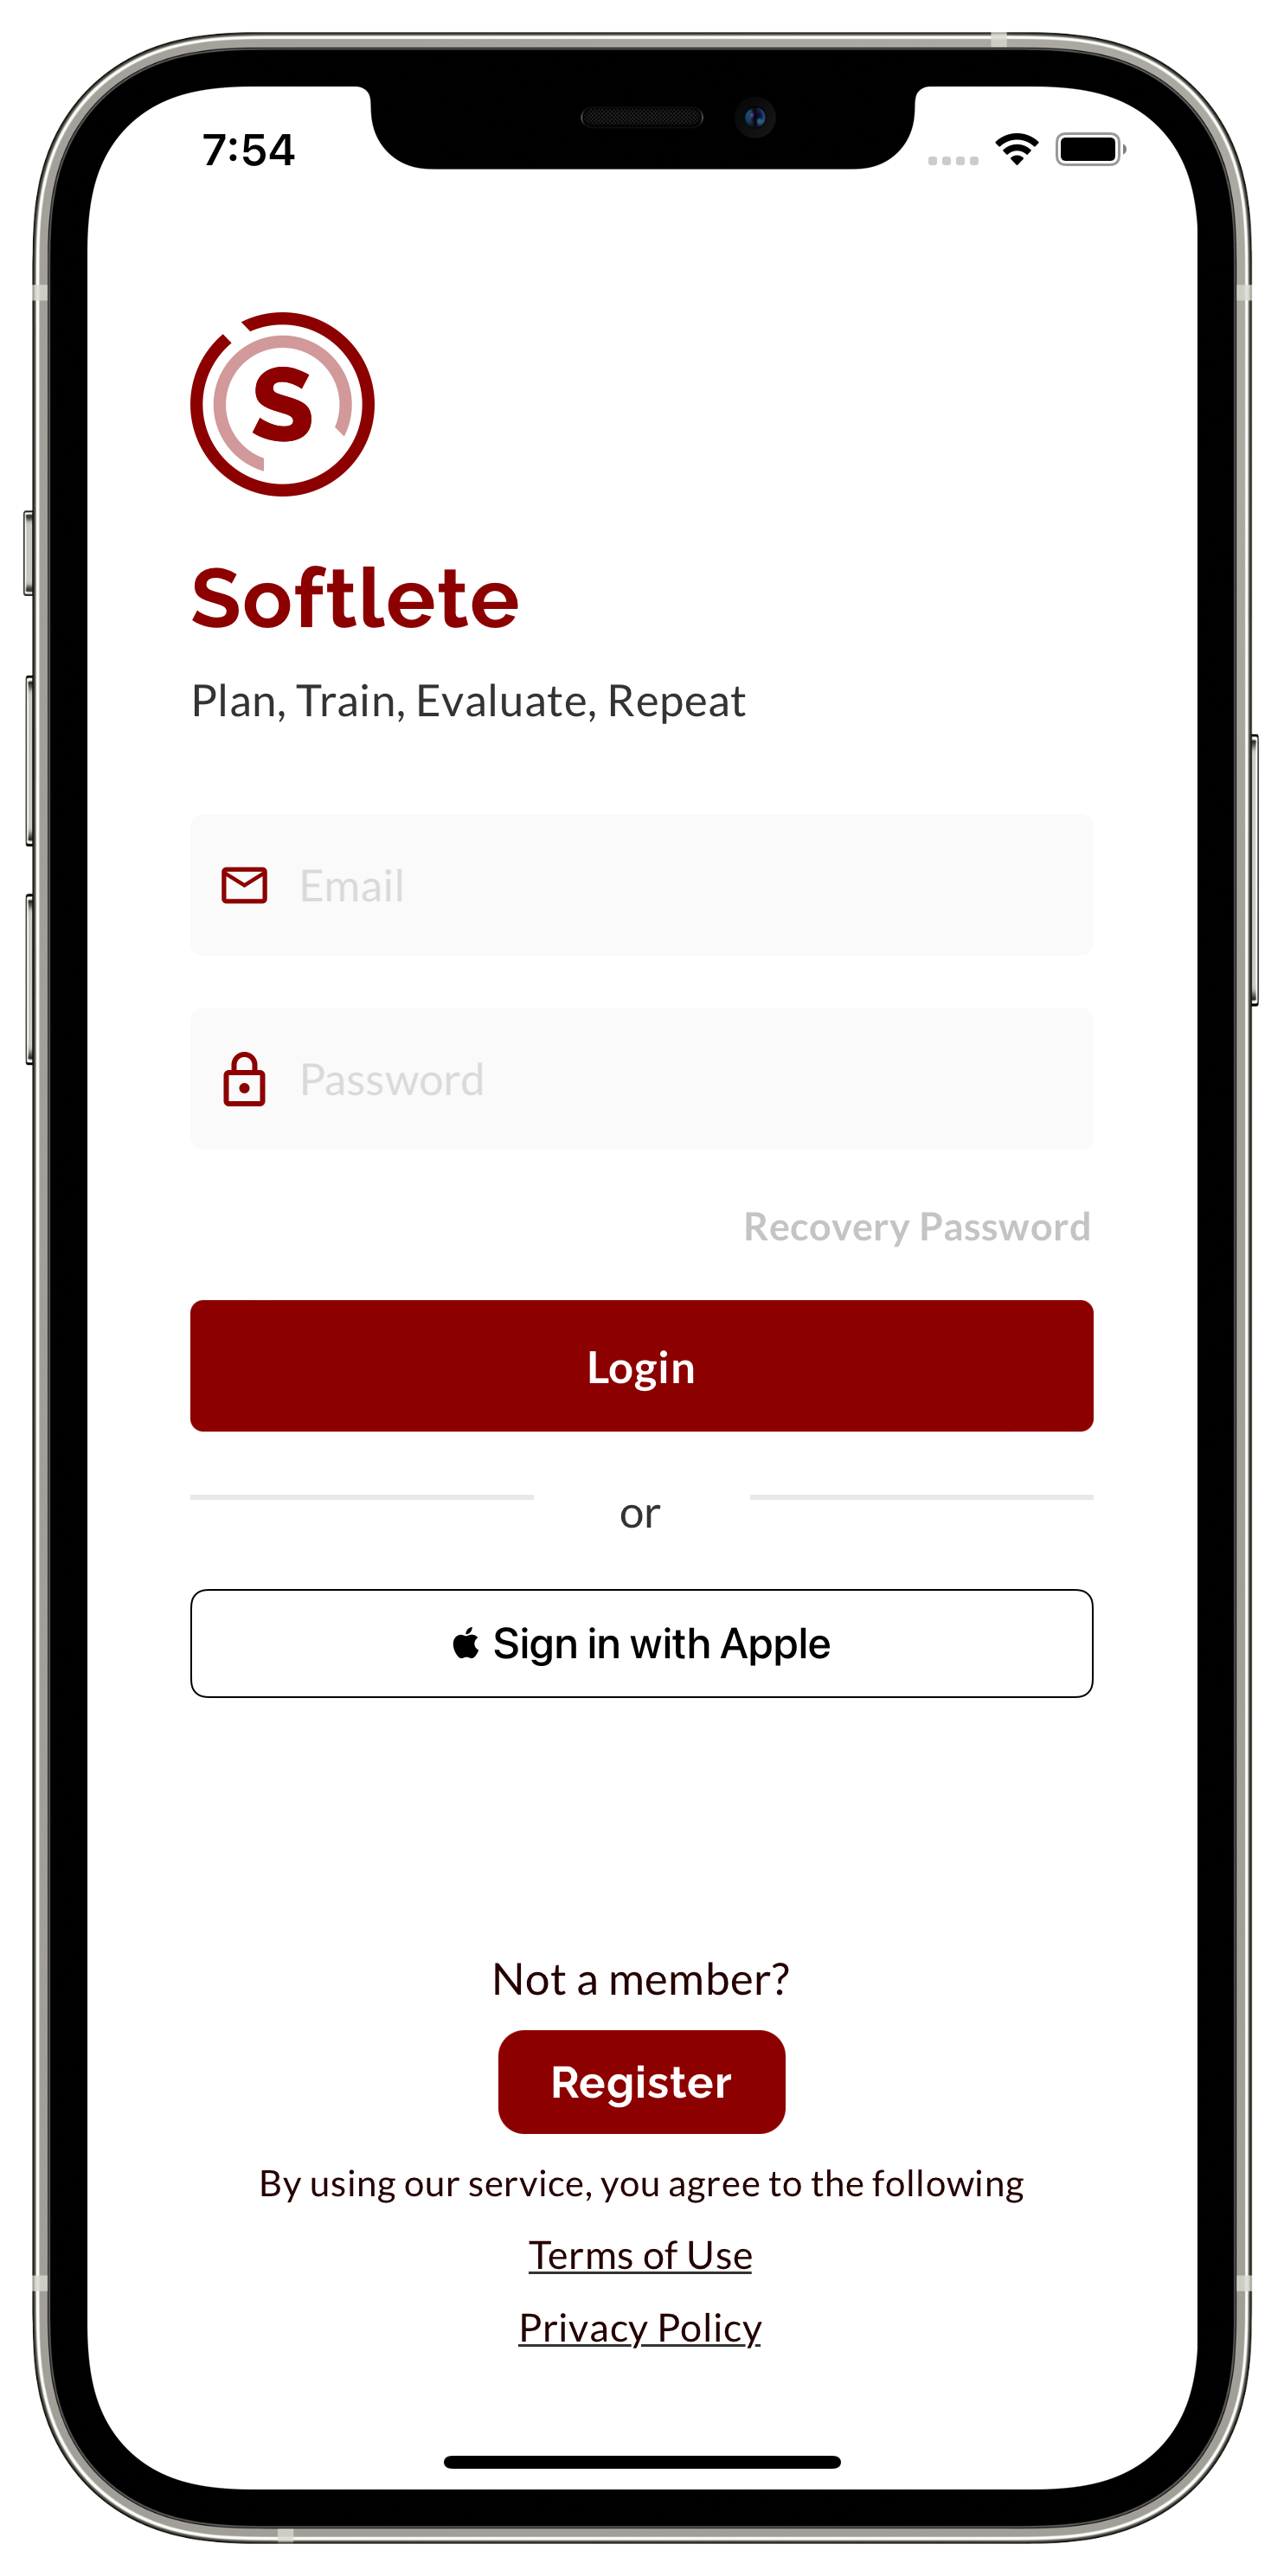 7:54
S
Softlete
Plan, Train, Evaluate, Repeat
Email
Password
Recovery Password
Login
or
Sign in with Apple
Not a member?
Register
By using our service, you agree to the following
Terms of Use
Privacy Policy